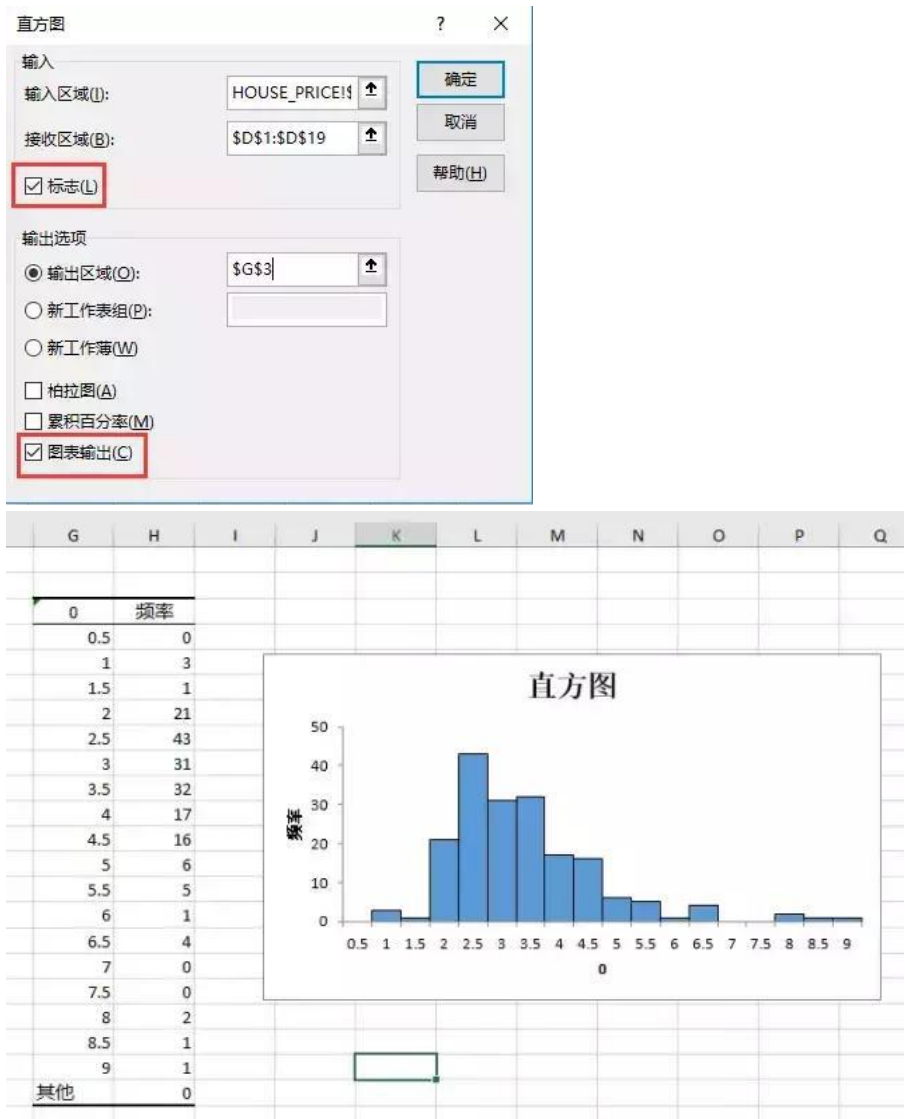 直方图 ? ×
输入
输入区域(I): HOUSE_PRICE!$
确定
接收区域(B): $D$1:$D$19
取消
标志(L)
帮助(H)
输出选项
输出区域(O): $G$3
新工作表组(P):
新工作薄(W)
柏拉图(A)
累积百分率(M)
图表输出(C)
G H I J K L M N O P Q
0 频率
0.5 0
1 3
1.5 1
2 21
2.5 43
3 31
3.5 32
4 17
4.5 16
5 6
5.5 5
6 1
6.5 4
7 0
7.5 0
8 2
8.5 1
9 1
其他 0
直方图
50
40
30
20
10
0
频率
0.5 1 1.5 2 2.5 3 3.5 4 4.5 5 5.5 6 6.5 7 7.5 8 8.5 9
0